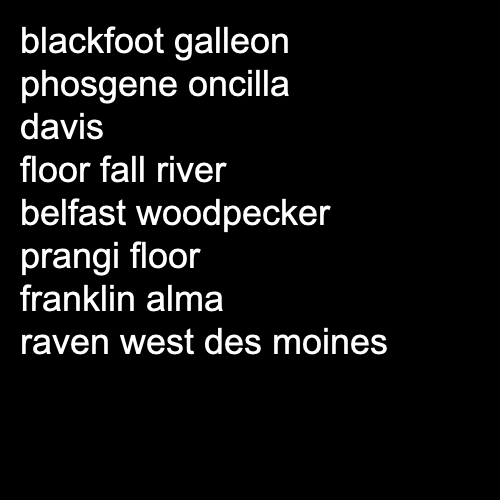 blackfoot galleon
phosgene oncilla
davis
floor fall river
belfast woodpecker
prangi floor
franklin alma
raven west des moines